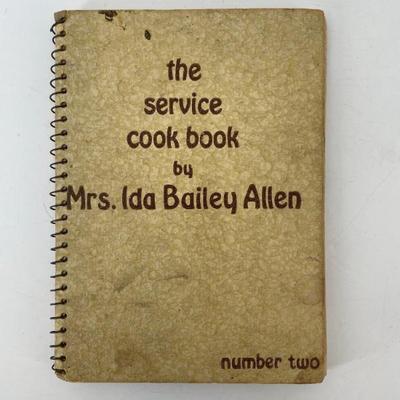 the
service
cook book
by
Mrs. Ida Bailey Allen
number two